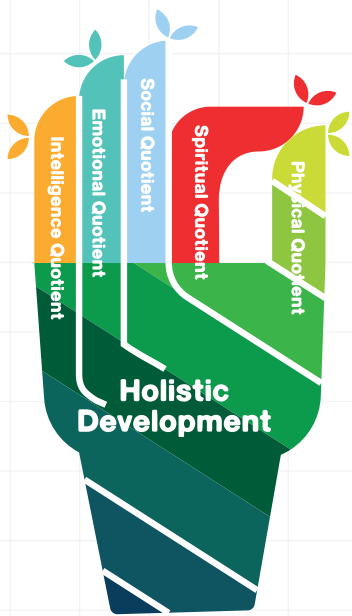 Intelligence Quotient
Emotional Quotient
Social Quotient
Spiritual Quotient
Physical Quotient
Holistic
Development